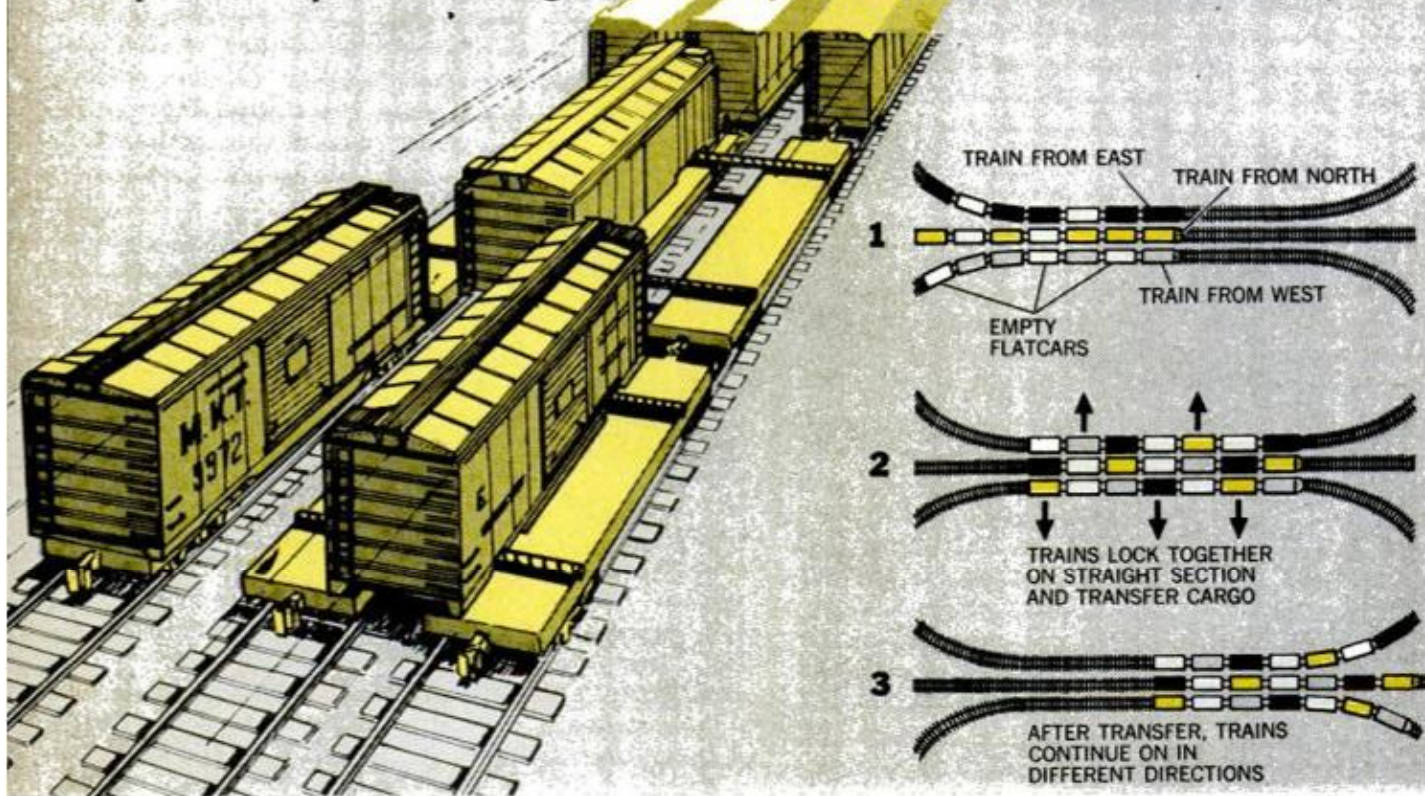 M.K.T.
5972
TRAIN FROM EAST
TRAIN FROM NORTH
1
TRAIN FROM WEST
EMPTY
FLATCARS
2
TRAINS LOCK TOGETHER
ON STRAIGHT SECTION
AND TRANSFER CARGO
3
AFTER TRANSFER, TRAINS
CONTINUE ON IN
DIFFERENT DIRECTIONS